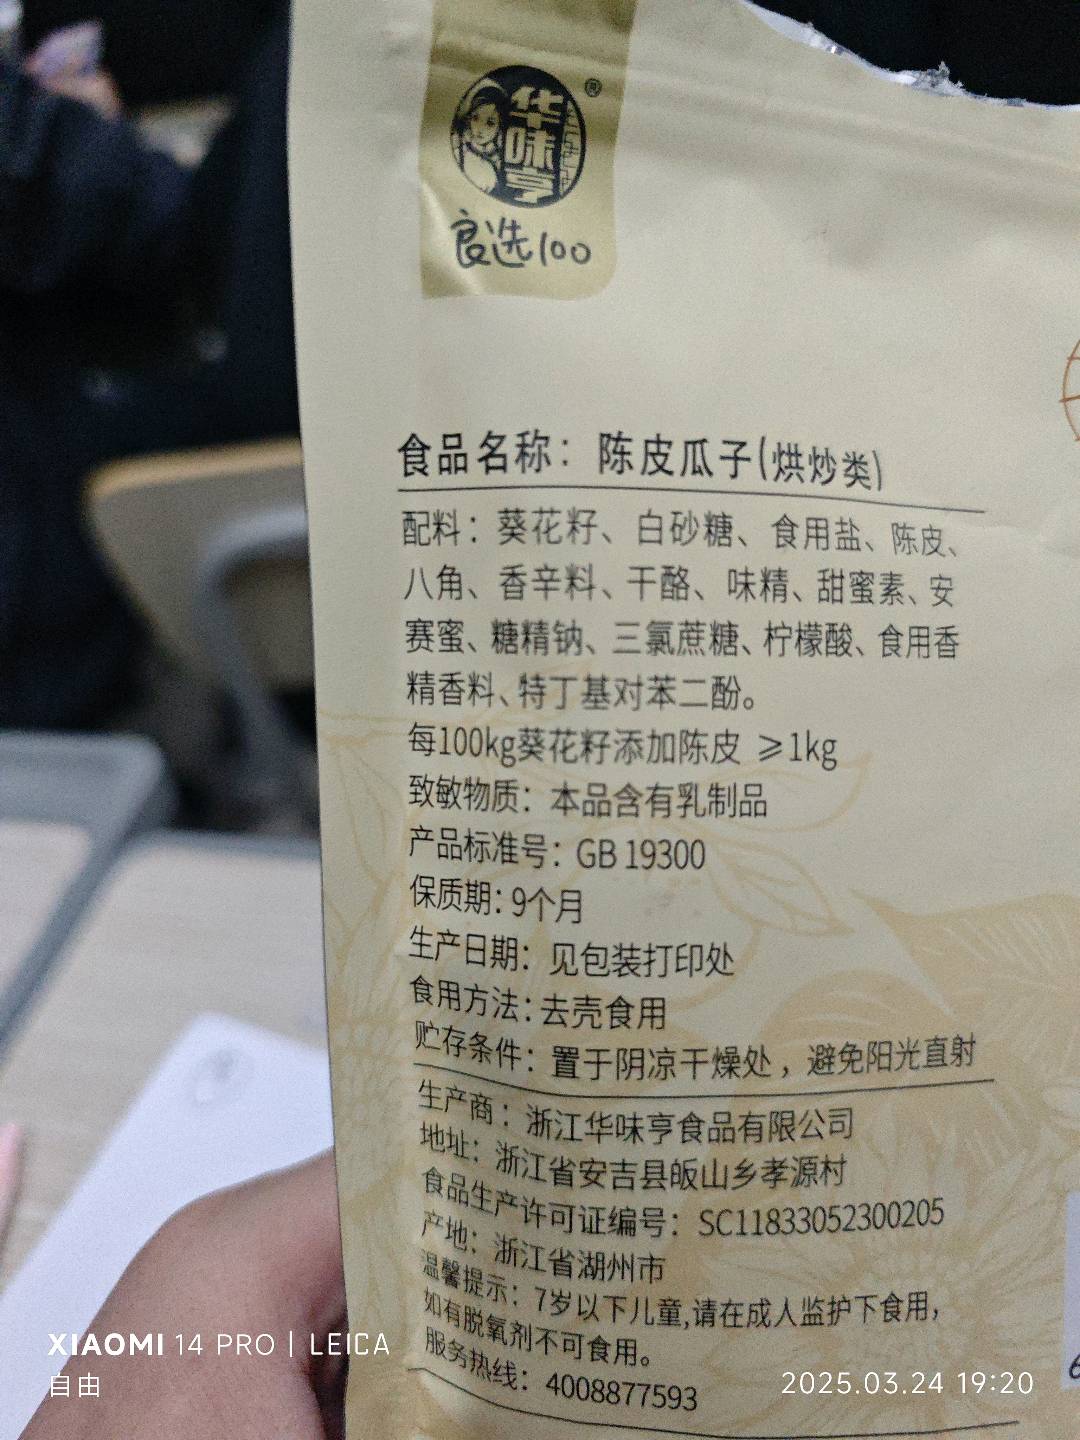 华味亨
®
良选100
食品名称：陈皮瓜子(烘炒类)
配料：葵花籽、白砂糖、食用盐、陈皮、
八角、香辛料、干酪、味精、甜蜜素、安
赛蜜、糖精钠、三氯蔗糖、柠檬酸、食用香
精香料、特丁基对苯二酚。
每100kg葵花籽添加陈皮 ≥1kg
致敏物质：本品含有乳制品
产品标准号：GB 19300
保质期：9个月
生产日期：见包装打印处
食用方法：去壳食用
贮存条件：置于阴凉干燥处，避免阳光直射
生产商：浙江华味亨食品有限公司
地址：浙江省安吉县皈山乡孝源村
食品生产许可证编号：SC11833052300205
产地：浙江省湖州市
温馨提示：7岁以下儿童,请在成人监护下食用，
如有脱氧剂不可食用。
服务热线：4008877593
XIAOMI 14 PRO | LEICA
自由
2025.03.24 19:20